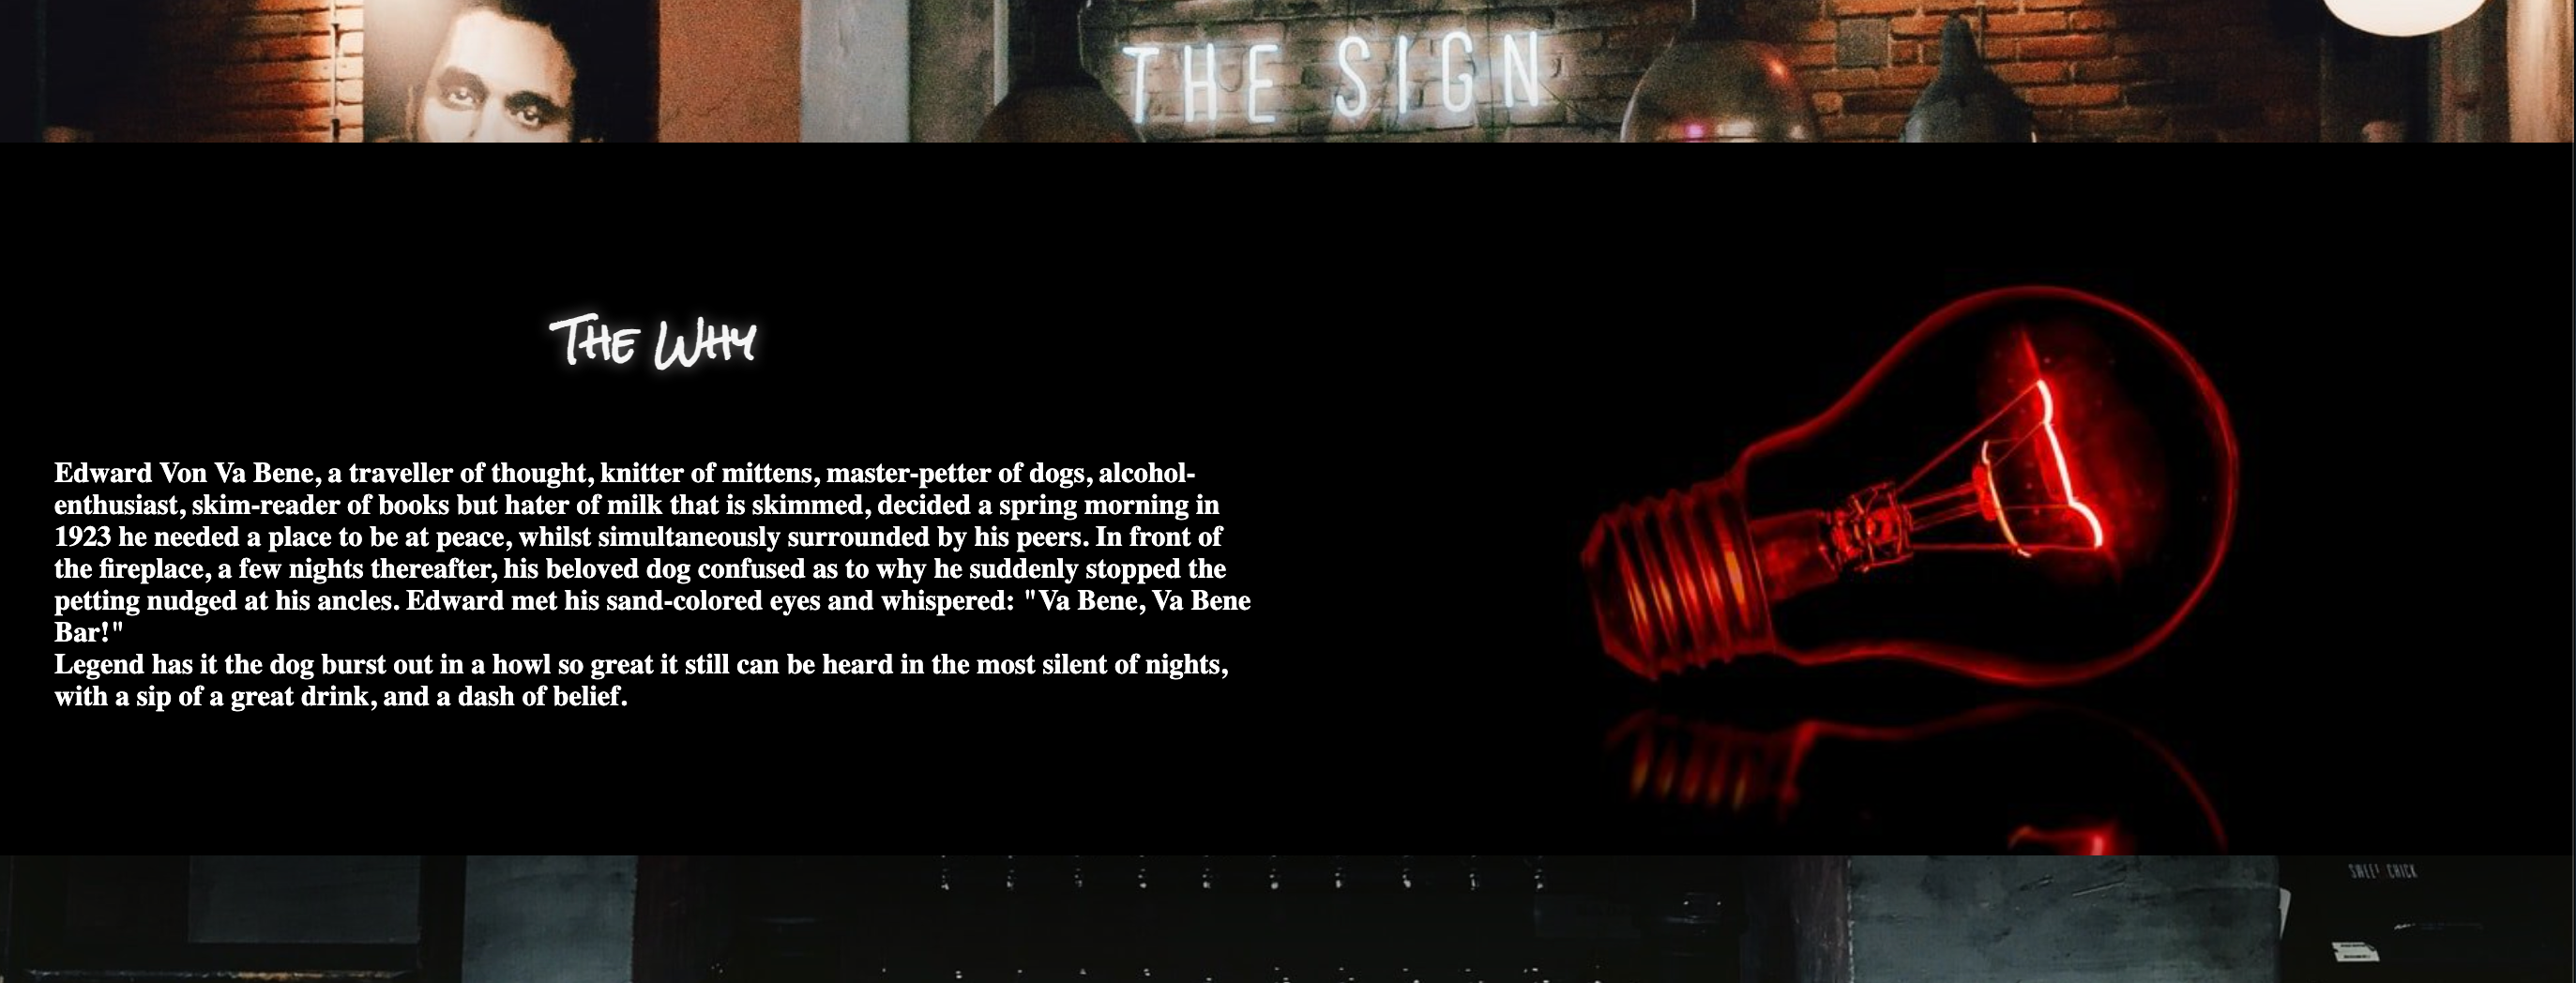 THE SIGN
THE WHY
Edward Von Va Bene, a traveller of thought, knitter of mittens, master-petter of dogs, alcohol-
enthusiast, skim-reader of books but hater of milk that is skimmed, decided a spring morning in
1923 he needed a place to be at peace, whilst simultaneously surrounded by his peers. In front of
the fireplace, a few nights thereafter, his beloved dog confused as to why he suddenly stopped the
petting nudged at his ancles. Edward met his sand-colored eyes and whispered: "Va Bene, Va Bene
Bar!"
Legend has it the dog burst out in a howl so great it still can be heard in the most silent of nights,
with a sip of a great drink, and a dash of belief.
SWEET CHICK